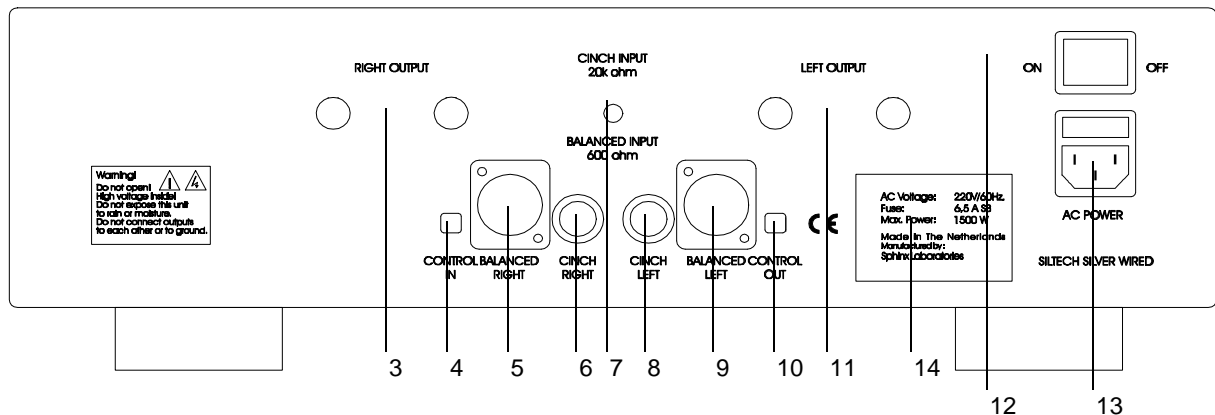 RIGHT OUTPUT
CINCH INPUT
20k ohm
LEFT OUTPUT
ON
OFF
BALANCED INPUT
600 ohm
Warning!
Do not open!
High voltage inside!
Do not expose this unit
to rain or moisture.
Do not connect outputs
to each other or to ground.
AC Voltage: 220V/60Hz.
Fuse: 6,5 A SB
Max. Power: 1500 W
Made in The Netherlands
Manufactured by:
Sphinx Laboratories
AC POWER
CE
CONTROL
IN
BALANCED
RIGHT
CINCH
RIGHT
CINCH
LEFT
BALANCED
LEFT
CONTROL
OUT
SILTECH SILVER WIRED
3 4 5 6 7 8 9 10 11 14
12 13